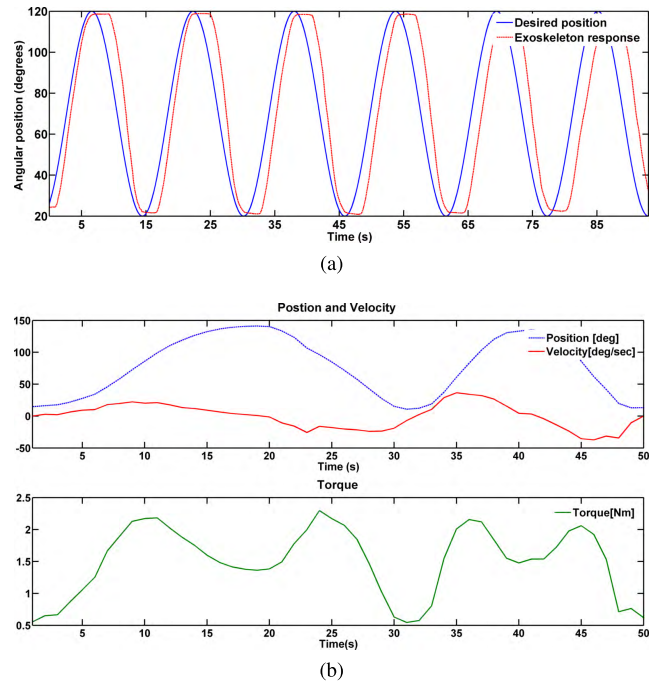 120
100
80
60
40
20
Angular position (degrees)
Desired position
Exoskeleton response
5 15 25 35 45 55 65 75 85
Time (s)
(a)
Postion and Velocity
150
100
50
0
-50
Position [deg]
Velocity[deg/sec]
5 10 15 20 25 30 35 40 45 50
Time (s)
Torque
2.5
2
1.5
1
0.5
Torque[Nm]
5 10 15 20 25 30 35 40 45 50
Time(s)
(b)